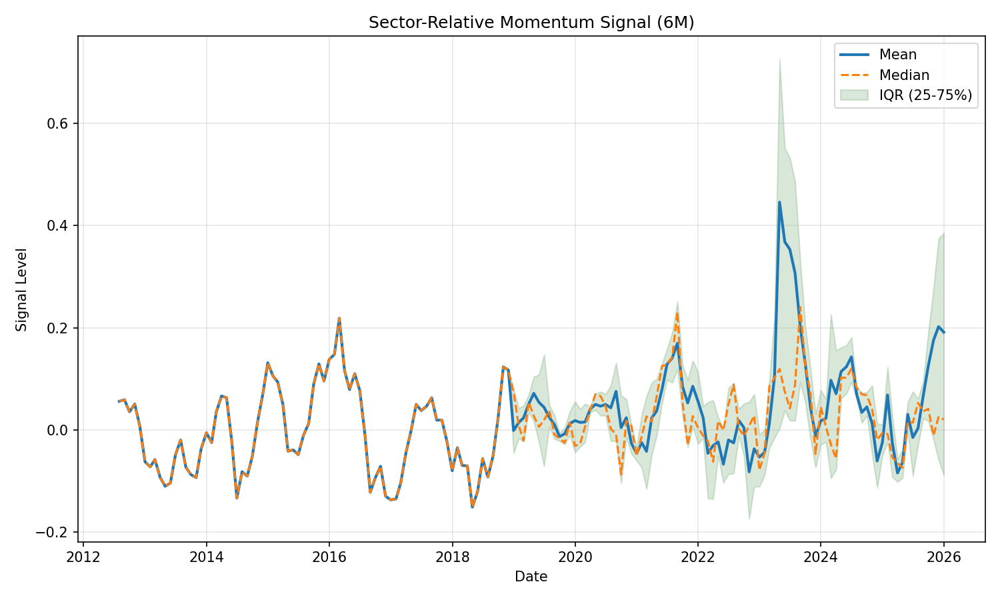 Sector-Relative Momentum Signal (6M)
Mean
Median
IQR (25-75%)
Signal Level
0.6
0.4
0.2
0.0
−0.2
2012 2014 2016 2018 2020 2022 2024 2026
Date